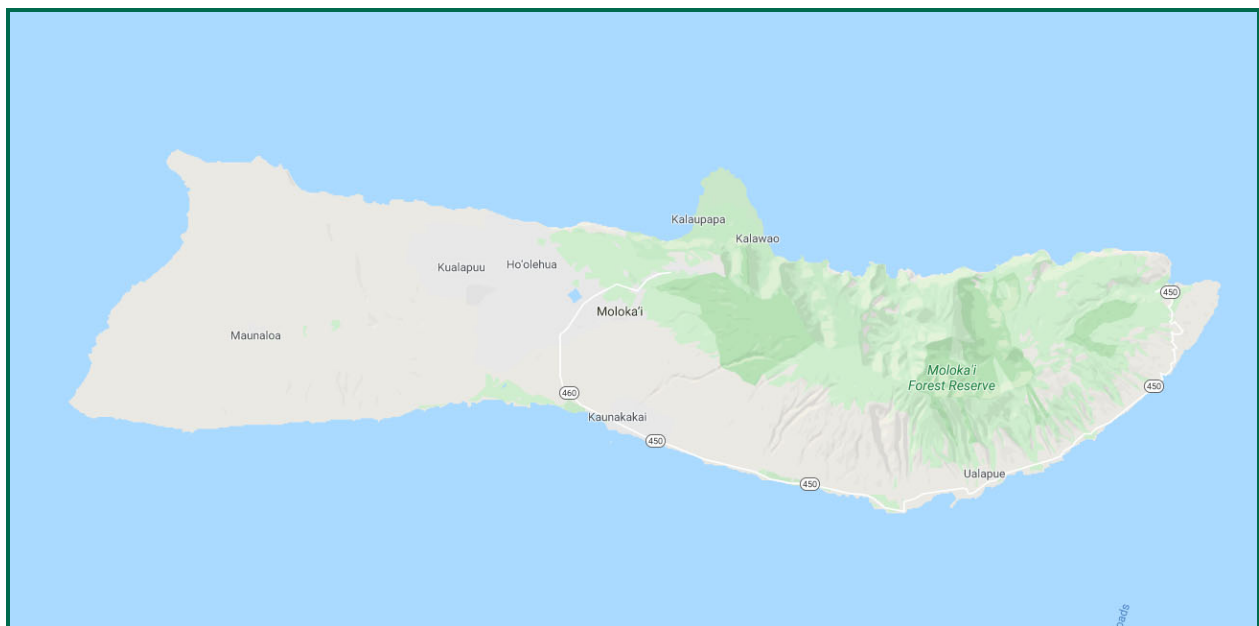 Kalaupapa
Kalawao
Kualapuu
Ho'olehua
450
Moloka'i
Maunaloa
Moloka'i
Forest Reserve
450
460
Kaunakakai
450
Ualapue
450